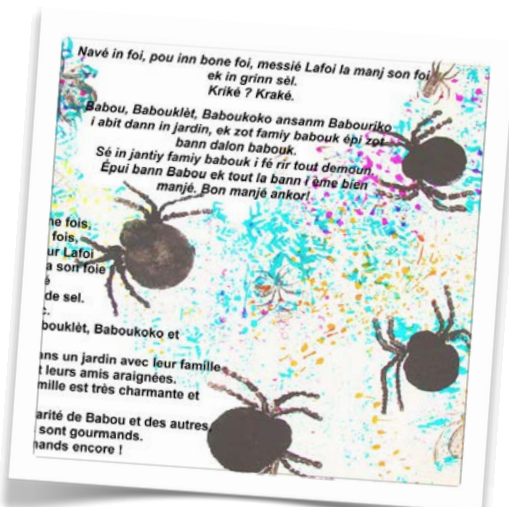 Navé in foi, pou inn bone foi, messié Lafoi la manj son foi
ek in grinn sèl.
Kriké ? Kraké.
Babou, Babouklèt, Baboukoko ansanm Babouriko
i abit dann in jardin, ek zot famiy babouk épi zot
bann dalon babouk.
Sé in jantiy famiy babouk i fé rir tout demoun.
Épui bann Babou ek tout la bann i ème bien
manjé. Bon manjé ankor!
ne fois,
fois,
ur Lafoi
a son foie
é
de sel.
c.
bouklèt, Baboukoko et
ans un jardin avec leur famille
t leurs amis araignées.
mille est très charmante et
arité de Babou et des autres,
sont gourmands.
nands encore !